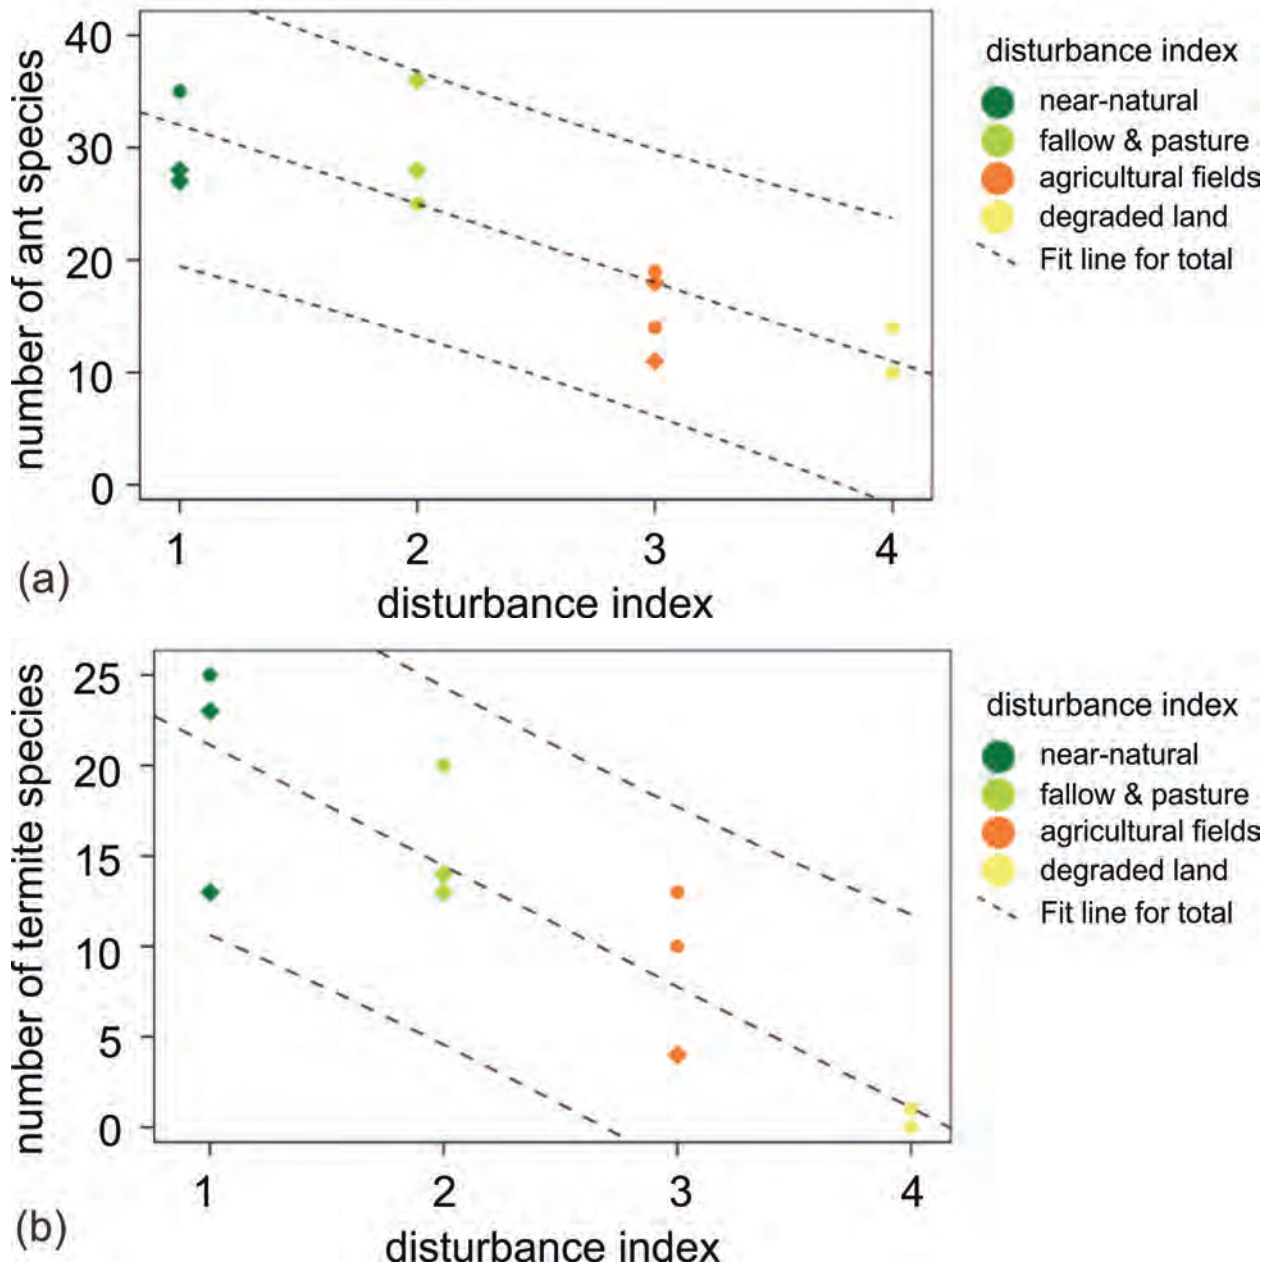 number of ant species
40
30
20
10
0
1 2 3 4
disturbance index
(a)
disturbance index
near-natural
fallow & pasture
agricultural fields
degraded land
Fit line for total
number of termite species
25
20
15
10
5
0
1 2 3 4
disturbance index
(b)
disturbance index
near-natural
fallow & pasture
agricultural fields
degraded land
Fit line for total